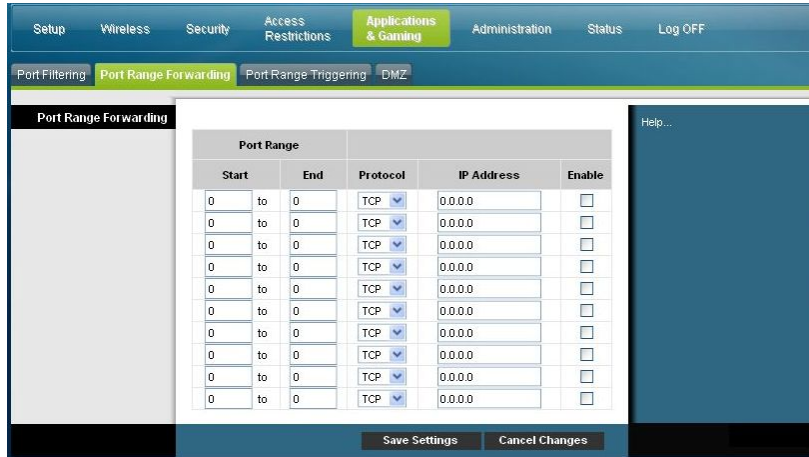 Setup Wireless Security Access Restrictions Applications & Gaming Administration Status Log OFF
Port Filtering Port Range Forwarding Port Range Triggering DMZ
Port Range Forwarding
Help...
Port Range
Start End Protocol IP Address Enable
0 to 0 TCP 0.0.0.0
0 to 0 TCP 0.0.0.0
0 to 0 TCP 0.0.0.0
0 to 0 TCP 0.0.0.0
0 to 0 TCP 0.0.0.0
0 to 0 TCP 0.0.0.0
0 to 0 TCP 0.0.0.0
0 to 0 TCP 0.0.0.0
0 to 0 TCP 0.0.0.0
0 to 0 TCP 0.0.0.0
Save Settings Cancel Changes